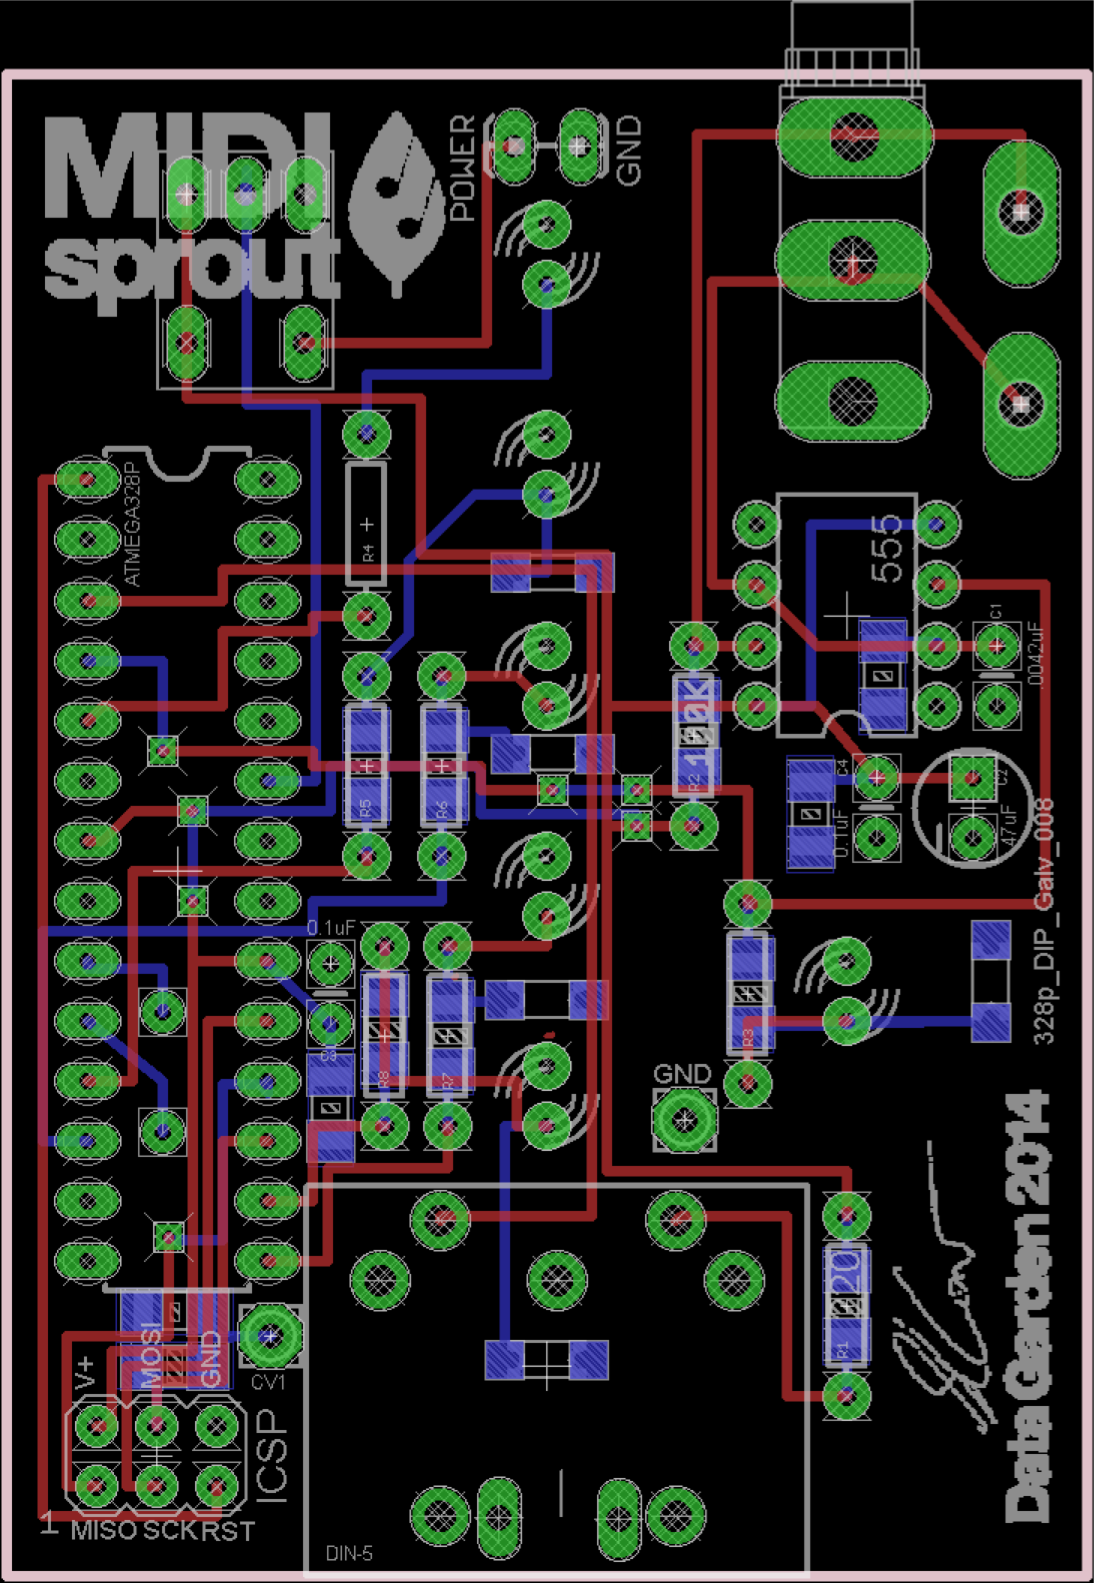 MIDI
sprout
POWER
GND
ATMEGA328P
R4
555
C1
.0042uF
100K
R2
R5
R6
C4
0.1uF
C2
47uF
328p_DIP_Galv_008
0.1uF
C3
R8
R7
R3
GND
20
R1
Data Garden 2014
V+
MOSI
GND
CV1
ICSP
1
MISO SCK RST
DIN-5